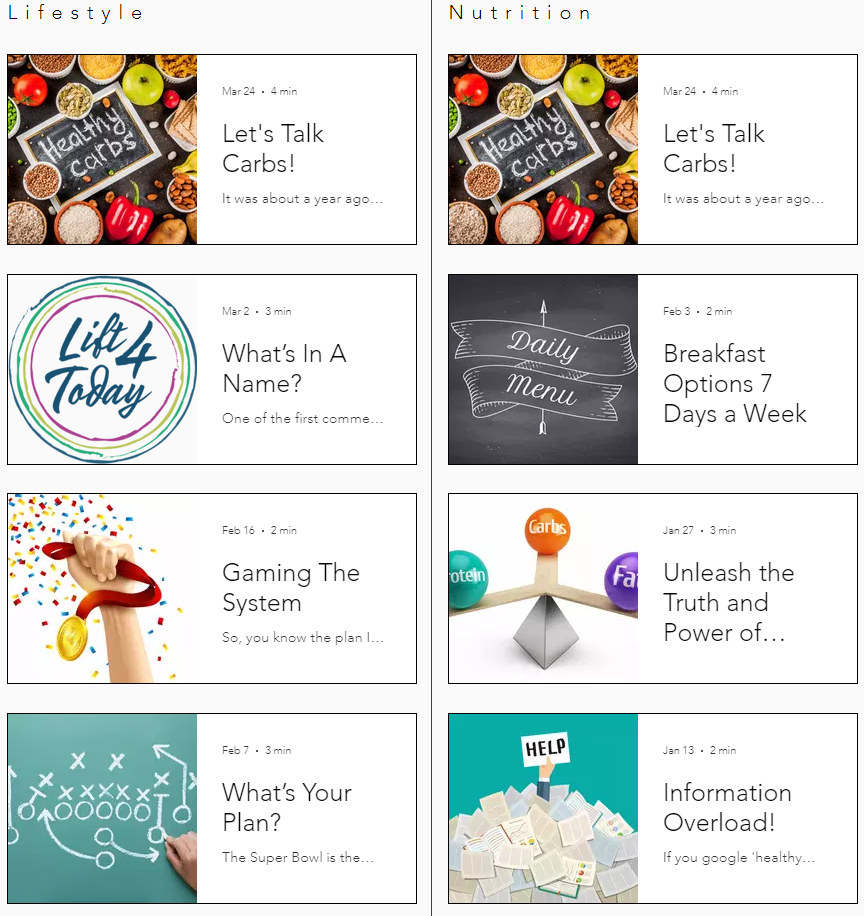 Lifestyle
Healthy
carbs
Mar 24 • 4 min
Let's Talk
Carbs!
It was about a year ago...
Lift 4
Today
Mar 2 • 3 min
What’s In A
Name?
One of the first comme...
Feb 16 • 2 min
Gaming The
System
So, you know the plan I...
Feb 7 • 3 min
What’s Your
Plan?
The Super Bowl is the...
Nutrition
Healthy
carbs
Mar 24 • 4 min
Let's Talk
Carbs!
It was about a year ago...
Daily
Menu
Feb 3 • 2 min
Breakfast
Options 7
Days a Week
Carbs
rotein
Fa
Jan 27 • 3 min
Unleash the
Truth and
Power of...
HELP
Jan 13 • 2 min
Information
Overload!
If you google 'healthy...